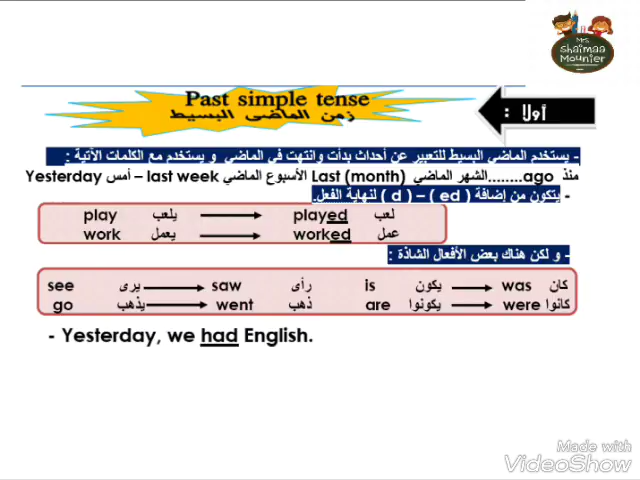 Mrs
Shaimaa
Mounier
Past simple tense
زمن الماضى البسيط
أولا :
- يستخدم الماضي البسيط للتعبير عن أحداث بدأت وانتهت في الماضي و يستخدم مع الكلمات الآتية :
Yesterday أمس – last week الأسبوع الماضي Last (month) الشهر الماضي ........ago منذ
- يتكون من إضافة ( ed ) – ( d ) لنهاية الفعل.
play يلعب played لعب
work يعمل worked عمل
- و لكن هناك بعض الأفعال الشاذة :
see يرى saw رأى is يكون was كان
go يذهب went ذهب are يكونوا were كانوا
- Yesterday, we had English.
Made with
VideoShow